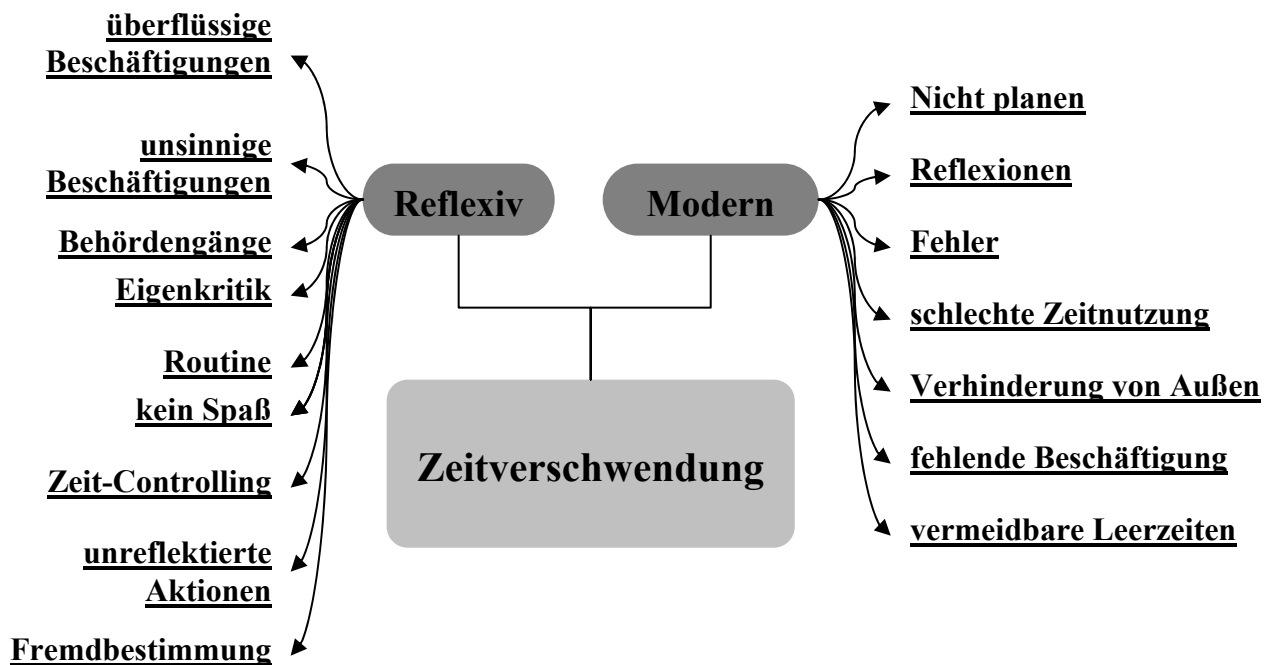 überflüssige
Beschäftigungen
unsinnige
Beschäftigungen
Behördengänge
Eigenkritik
Routine
kein Spaß
Zeit-Controlling
unreflektierte
Aktionen
Fremdbestimmung
Reflexiv
Modern
Zeitverschwendung
Nicht planen
Reflexionen
Fehler
schlechte Zeitnutzung
Verhinderung von Außen
fehlende Beschäftigung
vermeidbare Leerzeiten